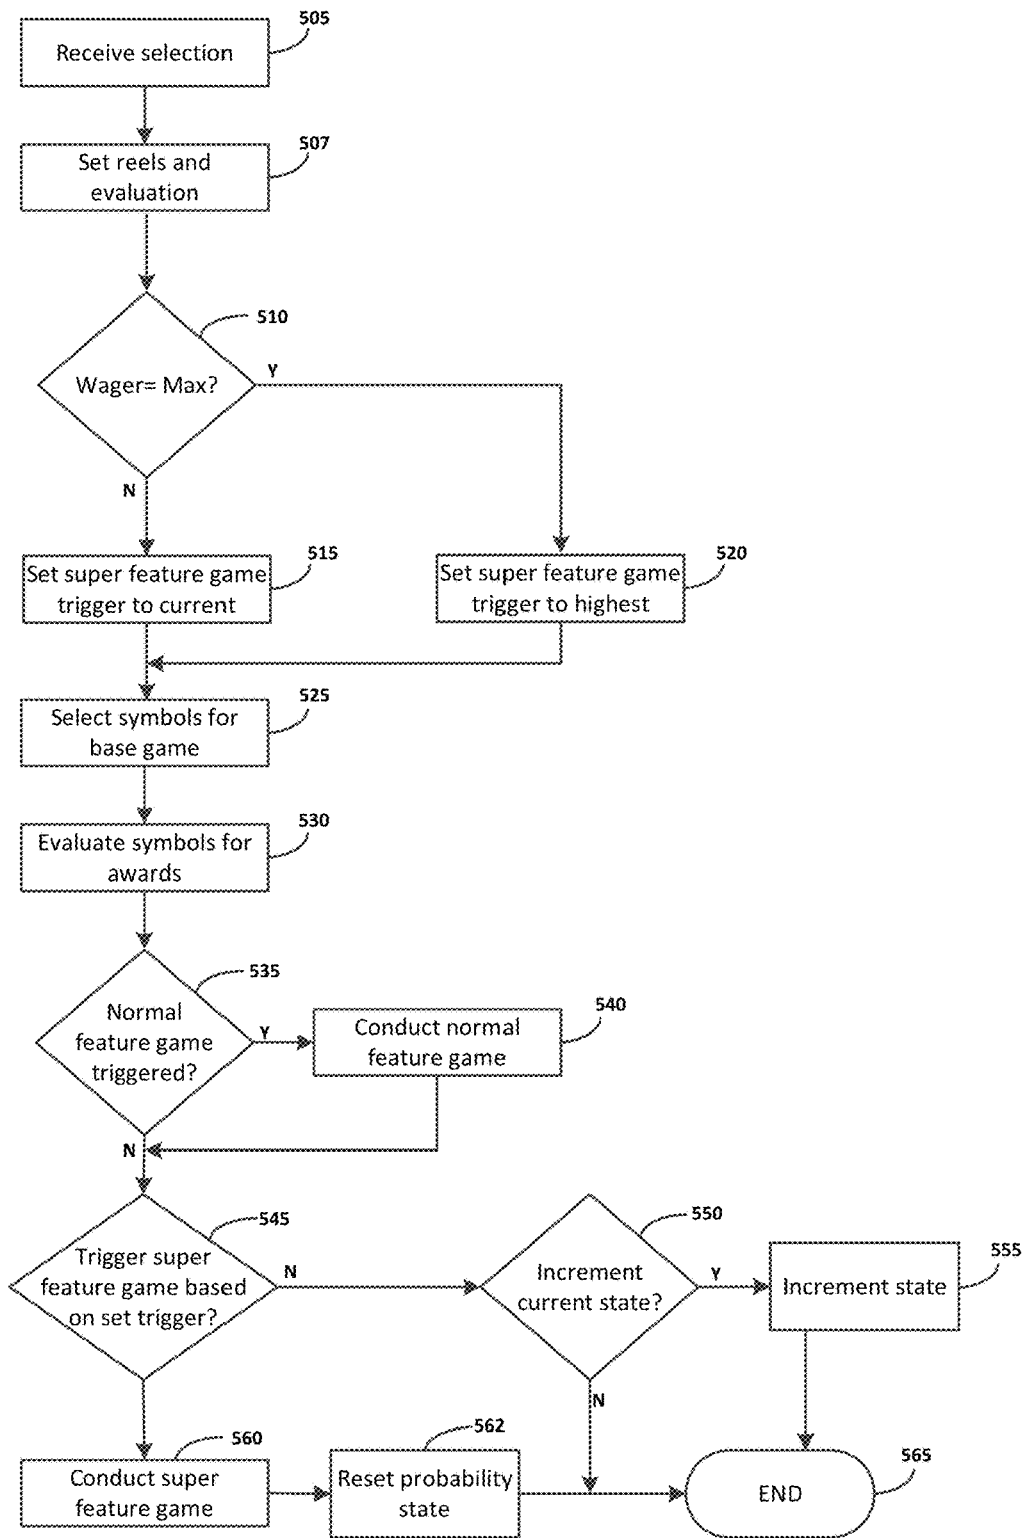 505
Receive selection
507
Set reels and
evaluation
510
Wager= Max?
Y
N
515
Set super feature game
trigger to current
520
Set super feature game
trigger to highest
525
Select symbols for
base game
530
Evaluate symbols for
awards
535
Normal
feature game
triggered?
Y
540
Conduct normal
feature game
N
545
Trigger super
feature game based
on set trigger?
N
550
Increment
current state?
Y
555
Increment state
N
560
Conduct super
feature game
562
Reset probability
state
565
END